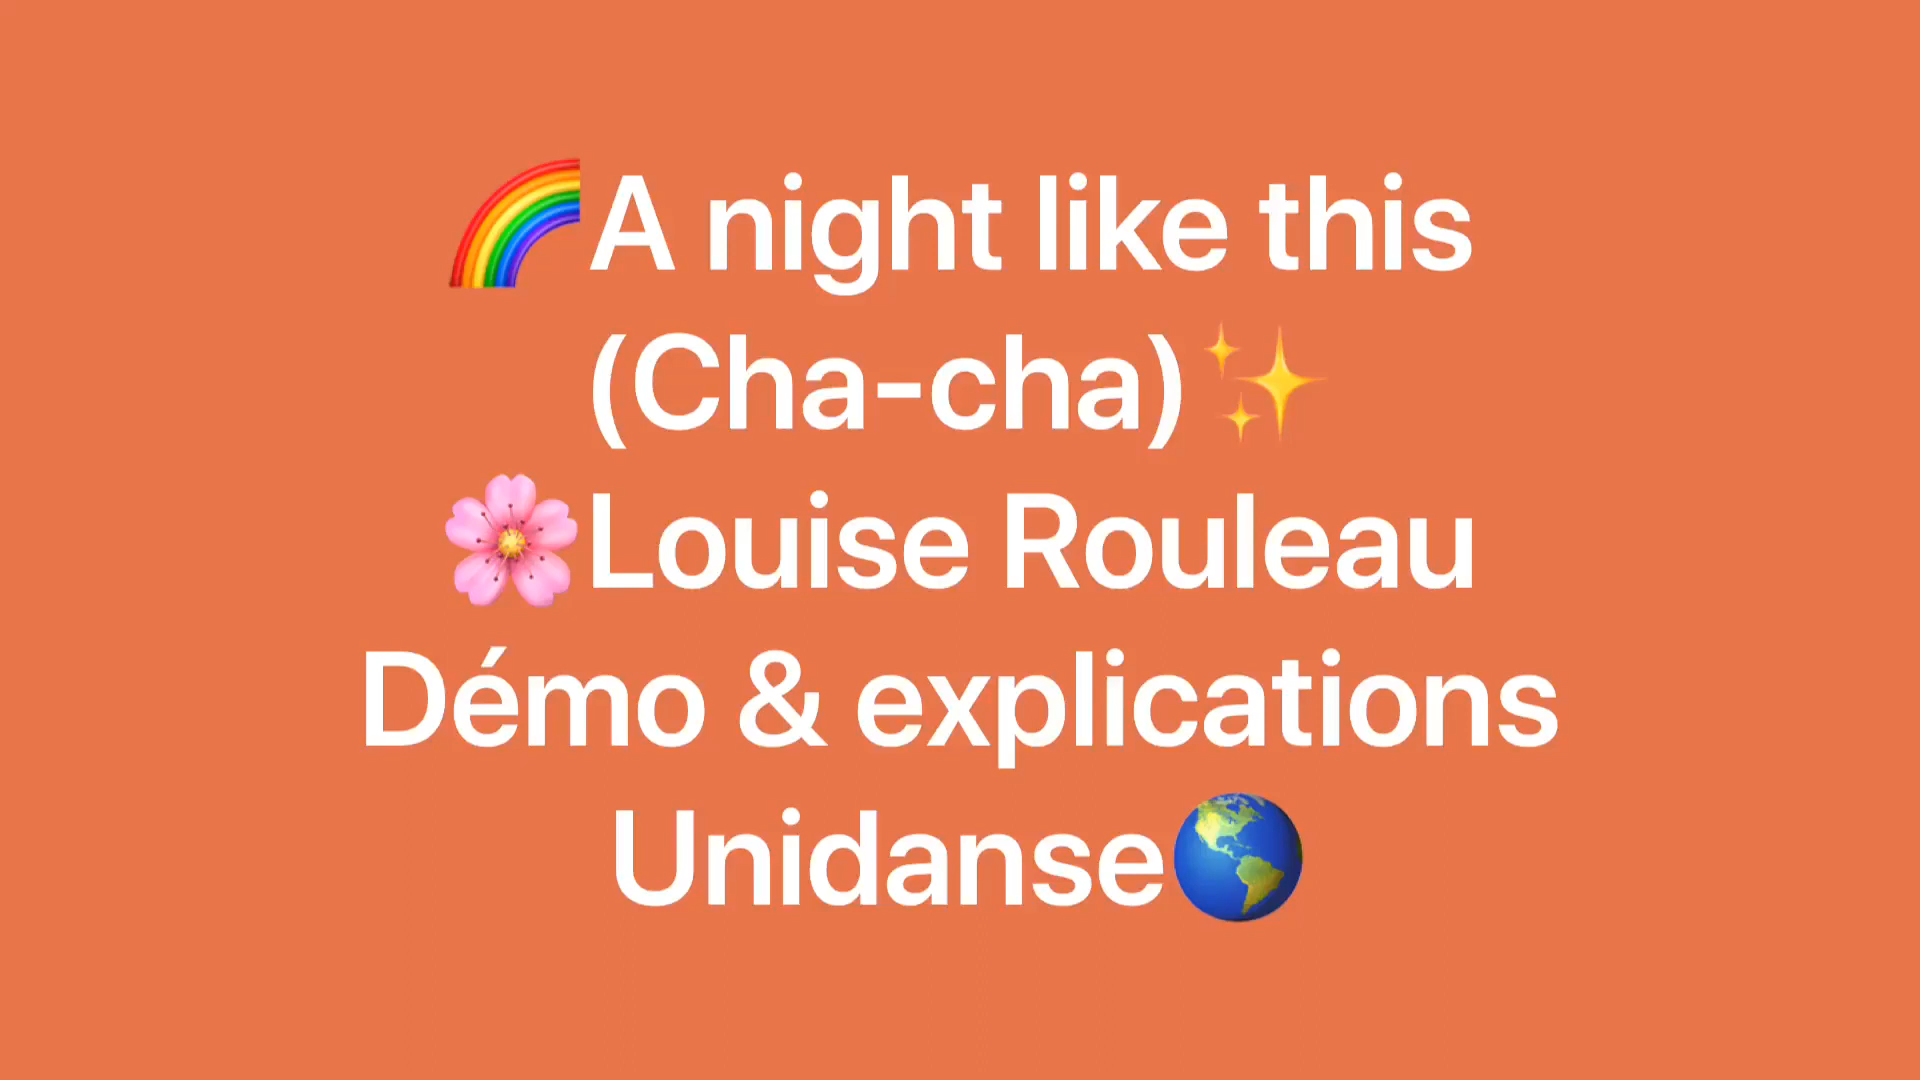 🌈A night like this
(Cha-cha)✨
🌸Louise Rouleau
Démo & explications
Unidanse🌎